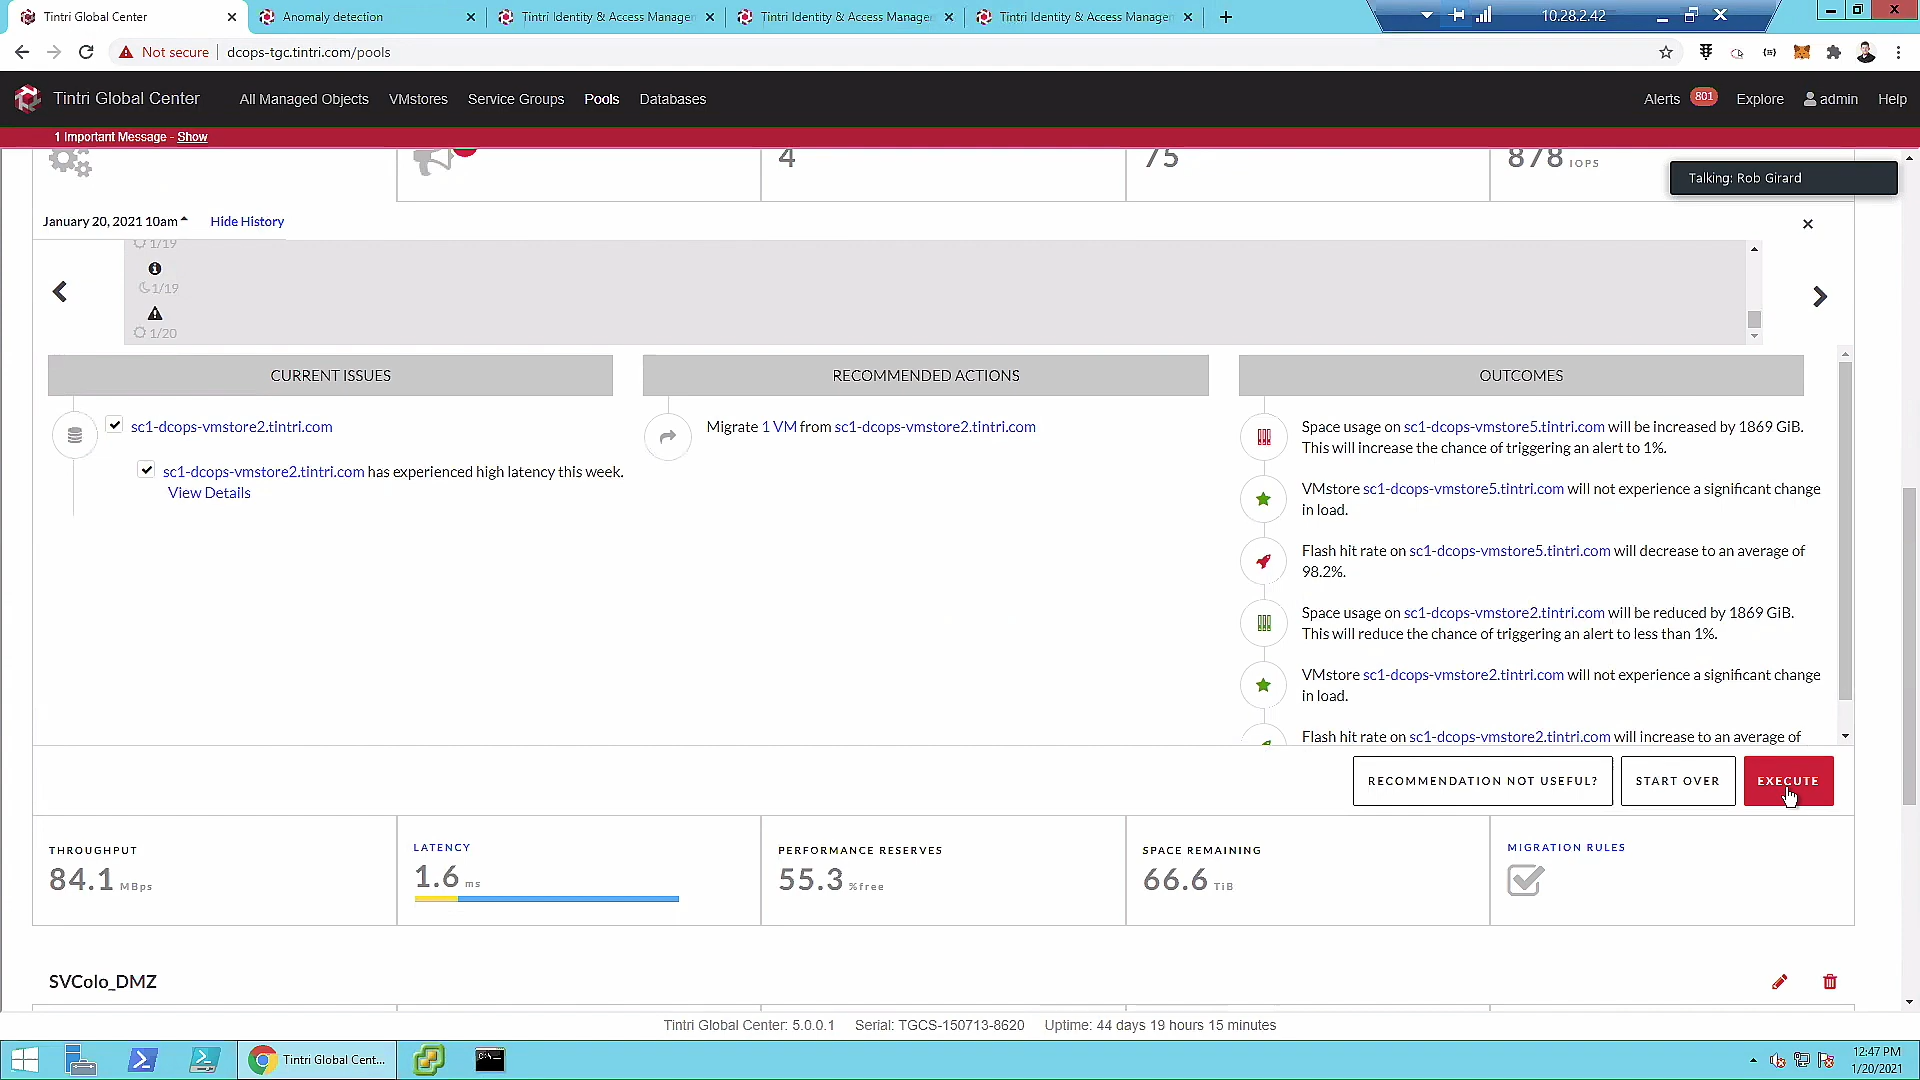 Tintri Global Center
Anomaly detection
Tintri Identity & Access Manager
Tintri Identity & Access Manager
Tintri Identity & Access Manager
10.28.2.42
Not secure
dcops-tgc.tintri.com/pools
Tintri Global Center
All Managed Objects
VMstores
Service Groups
Pools
Databases
Alerts 801
Explore
admin
Help
1 Important Message - Show
4
75
878 IOPS
Talking: Rob Girard
January 20, 2021 10am
Hide History
1/19
1/19
1/20
CURRENT ISSUES
RECOMMENDED ACTIONS
OUTCOMES
sc1-dcops-vmstore2.tintri.com
sc1-dcops-vmstore2.tintri.com has experienced high latency this week.
View Details
Migrate 1 VM from sc1-dcops-vmstore2.tintri.com
Space usage on sc1-dcops-vmstore5.tintri.com will be increased by 1869 GiB.
This will increase the chance of triggering an alert to 1%.
VMstore sc1-dcops-vmstore5.tintri.com will not experience a significant change
in load.
Flash hit rate on sc1-dcops-vmstore5.tintri.com will decrease to an average of
98.2%.
Space usage on sc1-dcops-vmstore2.tintri.com will be reduced by 1869 GiB.
This will reduce the chance of triggering an alert to less than 1%.
VMstore sc1-dcops-vmstore2.tintri.com will not experience a significant change
in load.
Flash hit rate on sc1-dcops-vmstore2.tintri.com will increase to an average of
RECOMMENDATION NOT USEFUL?
START OVER
EXECUTE
THROUGHPUT
84.1 MBps
LATENCY
1.6 ms
PERFORMANCE RESERVES
55.3 %free
SPACE REMAINING
66.6 TiB
MIGRATION RULES
SVColo_DMZ
Tintri Global Center: 5.0.0.1
Serial: TGCS-150713-8620
Uptime: 44 days 19 hours 15 minutes
Tintri Global Cent...
12:47 PM
1/20/2021